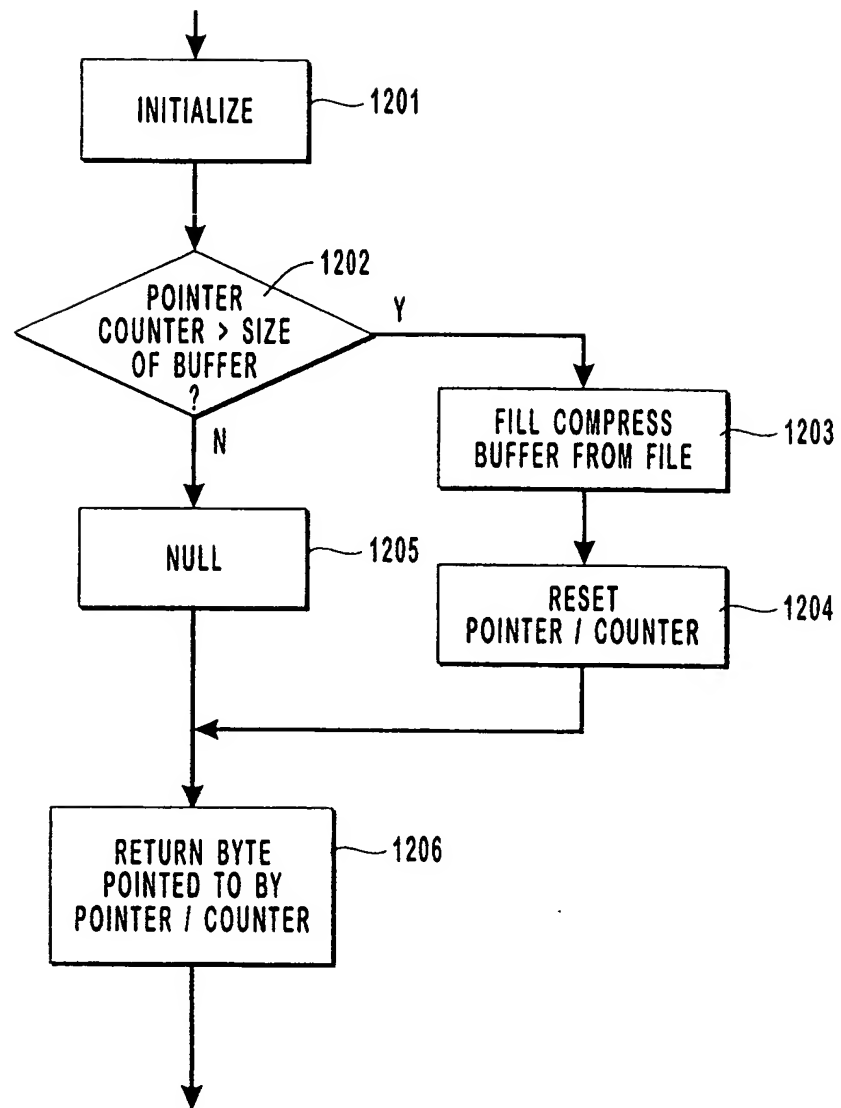 INITIALIZE
1201
1202
POINTER
COUNTER > SIZE
OF BUFFER
?
Y
N
FILL COMPRESS
BUFFER FROM FILE
1203
NULL
1205
RESET
POINTER / COUNTER
1204
RETURN BYTE
POINTED TO BY
POINTER / COUNTER
1206